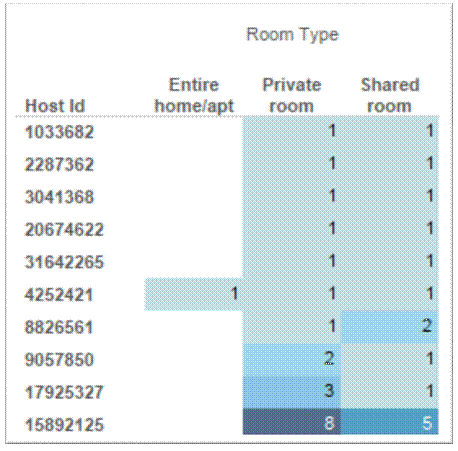 Room Type
Entire Private Shared
Host Id home/apt room room
1033682 1 1
2287362 1 1
3041368 1 1
20674622 1 1
31642265 1 1
4252421 1 1 1
8826561 1 2
9057850 2 1
17925327 3 1
15892125 8 5